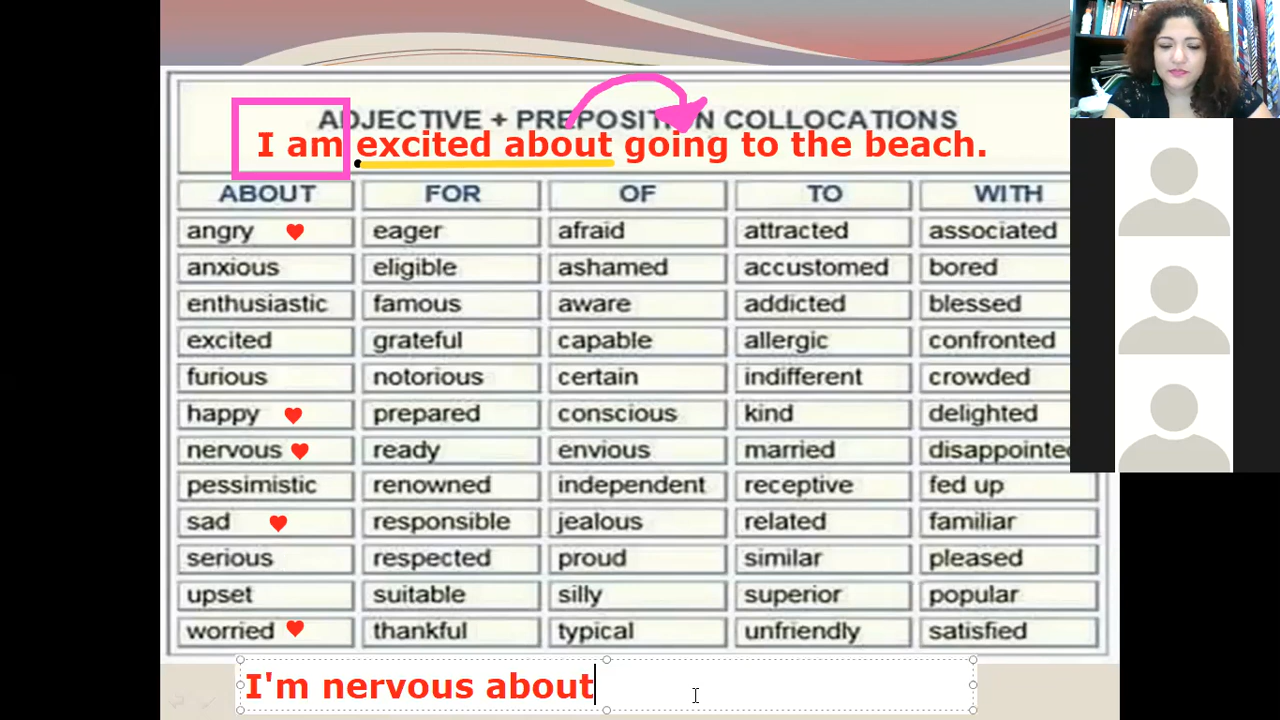 ADJECTIVE + PREPOSITION COLLOCATIONS
I am excited about going to the beach.
ABOUT FOR OF TO WITH
angry eager afraid attracted associated
anxious eligible ashamed accustomed bored
enthusiastic famous aware addicted blessed
excited grateful capable allergic confronted
furious notorious certain indifferent crowded
happy prepared conscious kind delighted
nervous ready envious married disappointed
pessimistic renowned independent receptive fed up
sad responsible jealous related familiar
serious respected proud similar pleased
upset suitable silly superior popular
worried thankful typical unfriendly satisfied
I'm nervous about